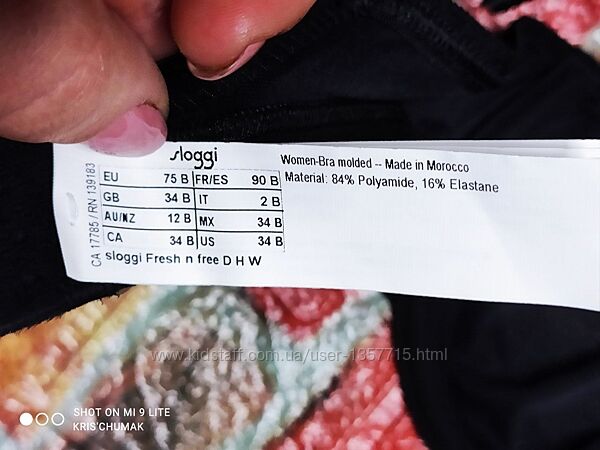 sloggi
EU 75 B FR/ES 90 B
GB 34 B IT 2 B
AU/NZ 12 B MX 34 B
CA 34 B US 34 B
sloggi Fresh n free D H W
CA 17785 / RN 139183
Women-Bra molded -- Made in Morocco
Material: 84% Polyamide, 16% Elastane
www.kidstaff.com.ua/user-1357715.html
SHOT ON MI 9 LITE
KRIS'CHUMAK